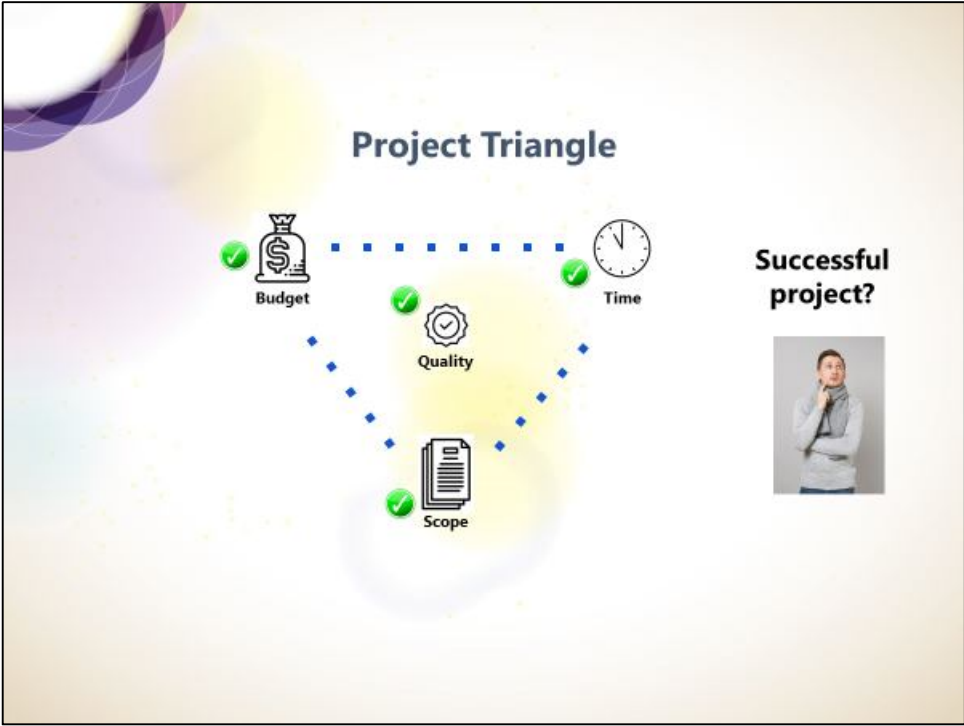 Project Triangle
Budget
Time
Quality
Scope
Successful
project?